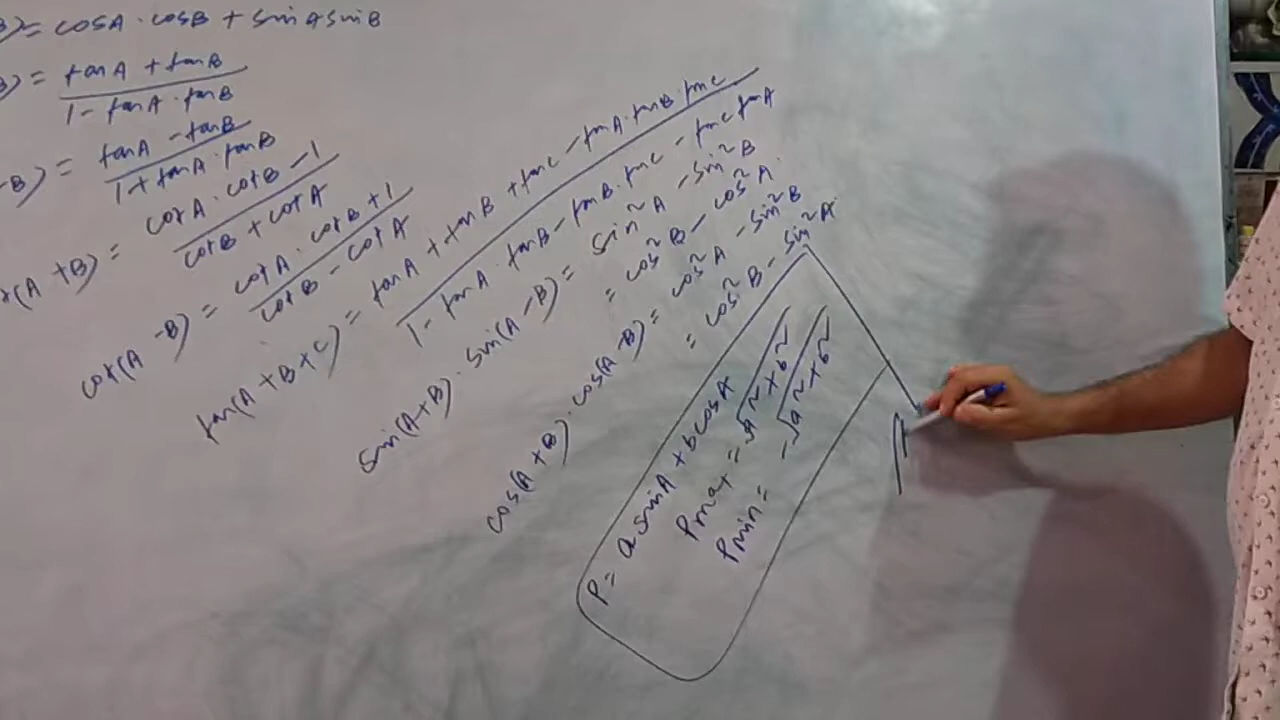 B) = cosA · cosB + sinA sinB
B) = (tanA + tanB) / (1 - tanA · tanB)
-B) = (tanA - tanB) / (1 + tanA · tanB)
(A + B) = (cotA · cotB - 1) / (cotB + cotA)
cot(A - B) = (cotA · cotB + 1) / (cotB - cotA)
tan(A + B + C) = (tanA + tanB + tanC - tanA · tanB · tanC) / (1 - tanA · tanB - tanB · tanC - tanC tanA)
sin(A + B) · sin(A - B) = sin²A - sin²B
= cos²B - cos²A
cos(A + B) · cos(A - B) = cos²A - sin²B
= cos²B - sin²A
P = a sinA + b cosA
Pmax = √(a² + b²)
Pmin = -√(a² + b²)